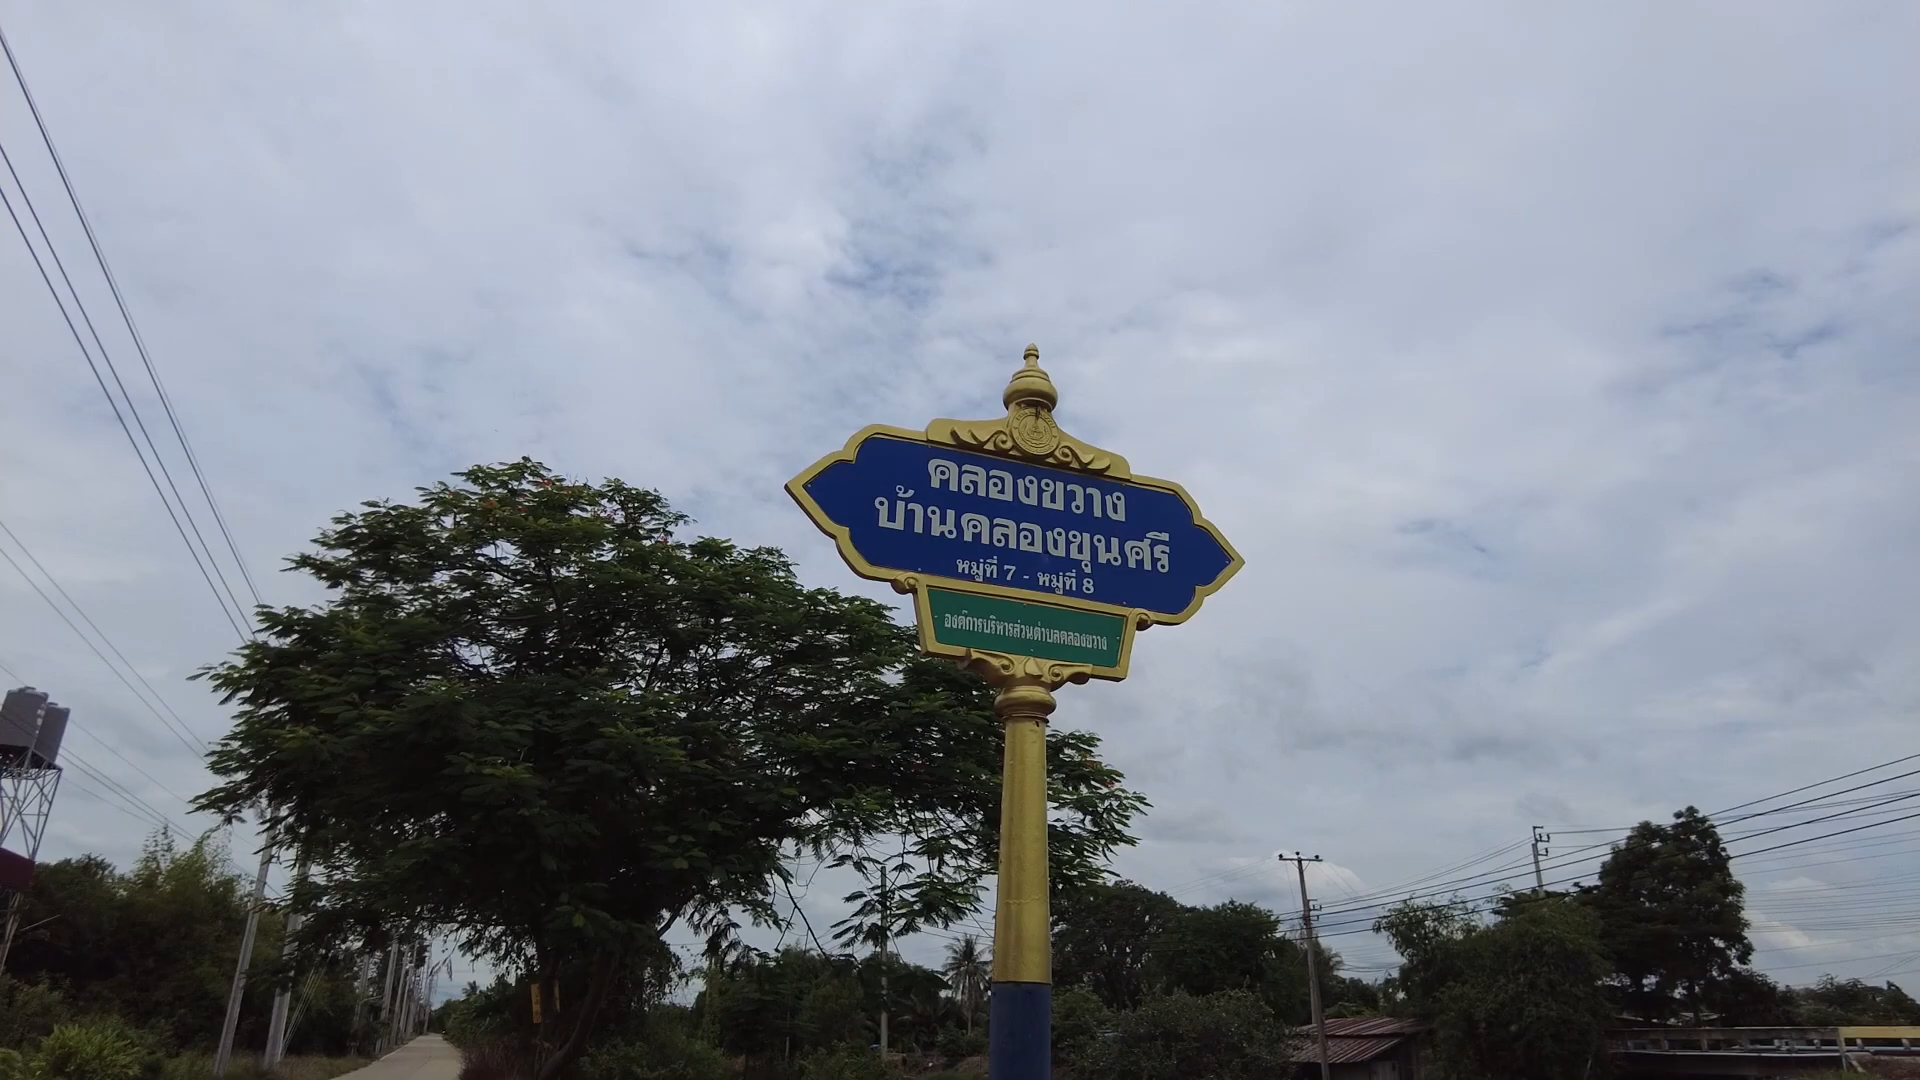 คลองขวาง
บ้านคลองขุนศรี
หมู่ที่ 7 - หมู่ที่ 8
องค์การบริหารส่วนตำบลคลองขวาง